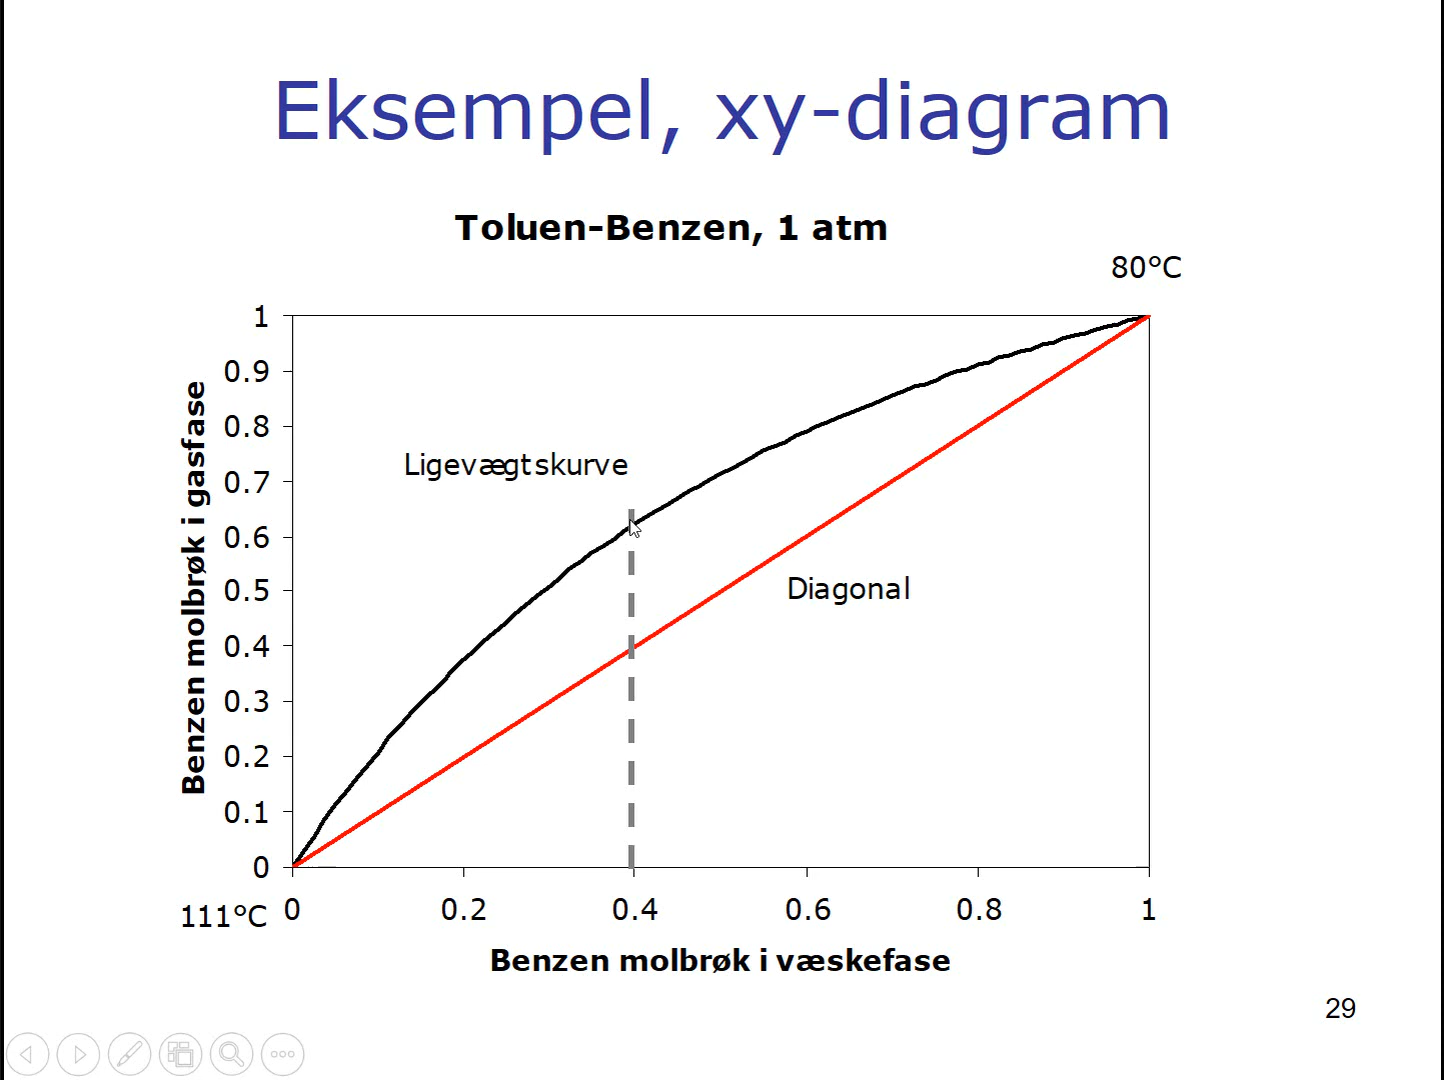 Eksempel, xy-diagram
Toluen-Benzen, 1 atm
80°C
1
0.9
0.8
0.7
0.6
0.5
0.4
0.3
0.2
0.1
0
Benzen molbrøk i gasfase
Ligevægtskurve
Diagonal
111°C
0 0.2 0.4 0.6 0.8 1
Benzen molbrøk i væskefase
29